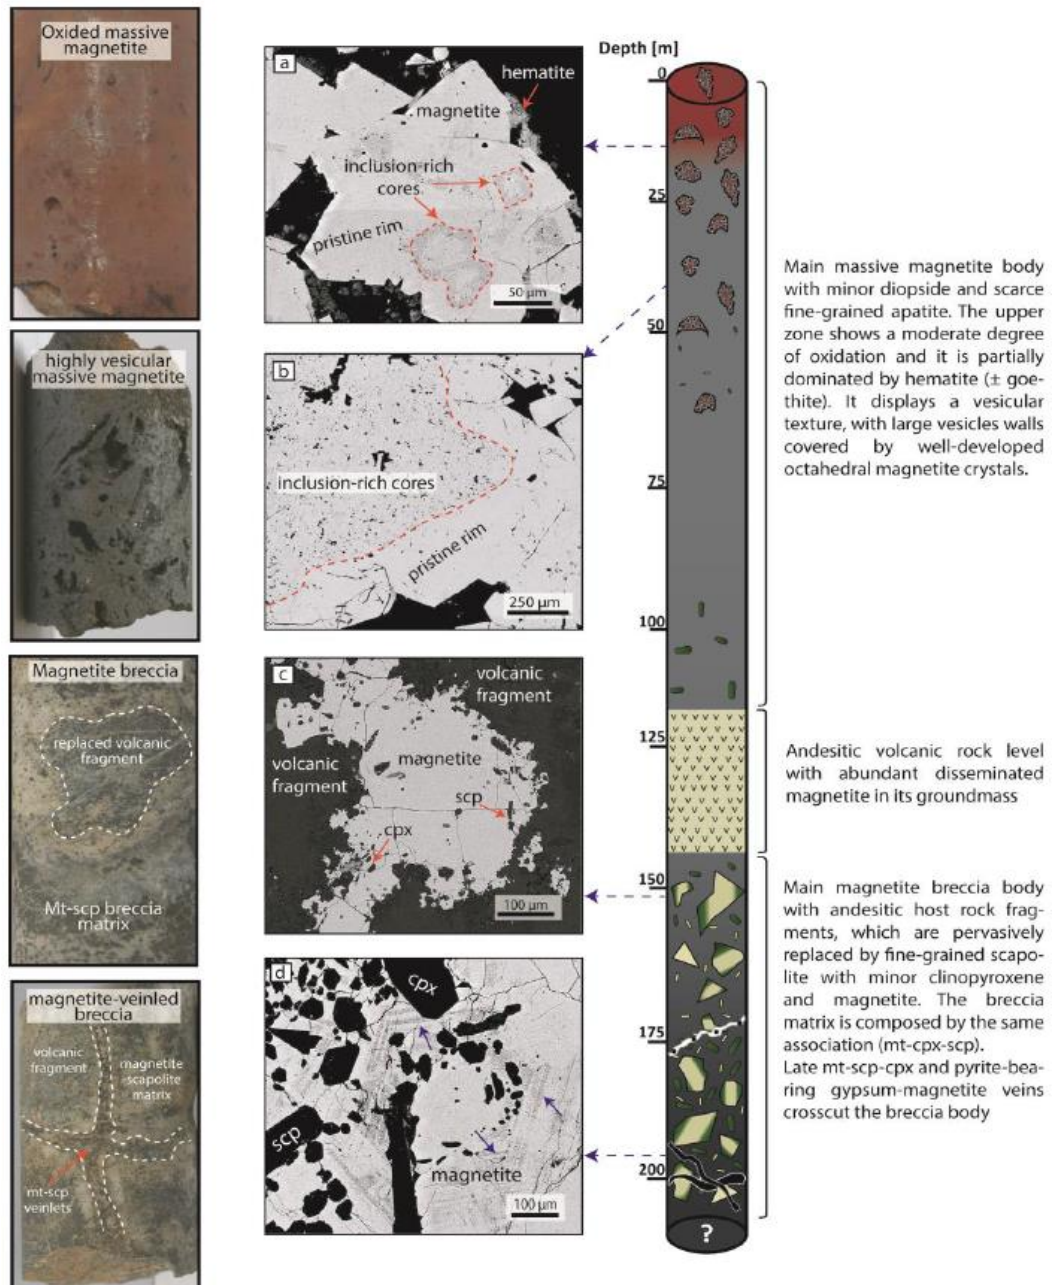 Oxided massive
magnetite
highly vesicular
massive magnetite
Magnetite breccia
replaced volcanic
fragment
Mt-scp breccia
matrix
magnetite-veinled
breccia
volcanic
fragment
magnetite
-scapolite
matrix
mt-scp
veinlets
a
hematite
magnetite
inclusion-rich
cores
pristine rim
50 µm
b
inclusion-rich cores
pristine rim
250 µm
c
volcanic
fragment
volcanic
fragment
magnetite
scp
cpx
100 µm
d
cpx
scp
magnetite
100 µm
Depth [m]
0
25
50
75
100
125
150
175
200
?
Main massive magnetite body
with minor diopside and scarce
fine-grained apatite. The upper
zone shows a moderate degree
of oxidation and it is partially
dominated by hematite (± goe-
thite). It displays a vesicular
texture, with large vesicles walls
covered by well-developed
octahedral magnetite crystals.
Andesitic volcanic rock level
with abundant disseminated
magnetite in its groundmass
Main magnetite breccia body
with andesitic host rock frag-
ments, which are pervasively
replaced by fine-grained scapo-
lite with minor clinopyroxene
and magnetite. The breccia
matrix is composed by the same
association (mt-cpx-scp).
Late mt-scp-cpx and pyrite-bea-
ring gypsum-magnetite veins
crosscut the breccia body